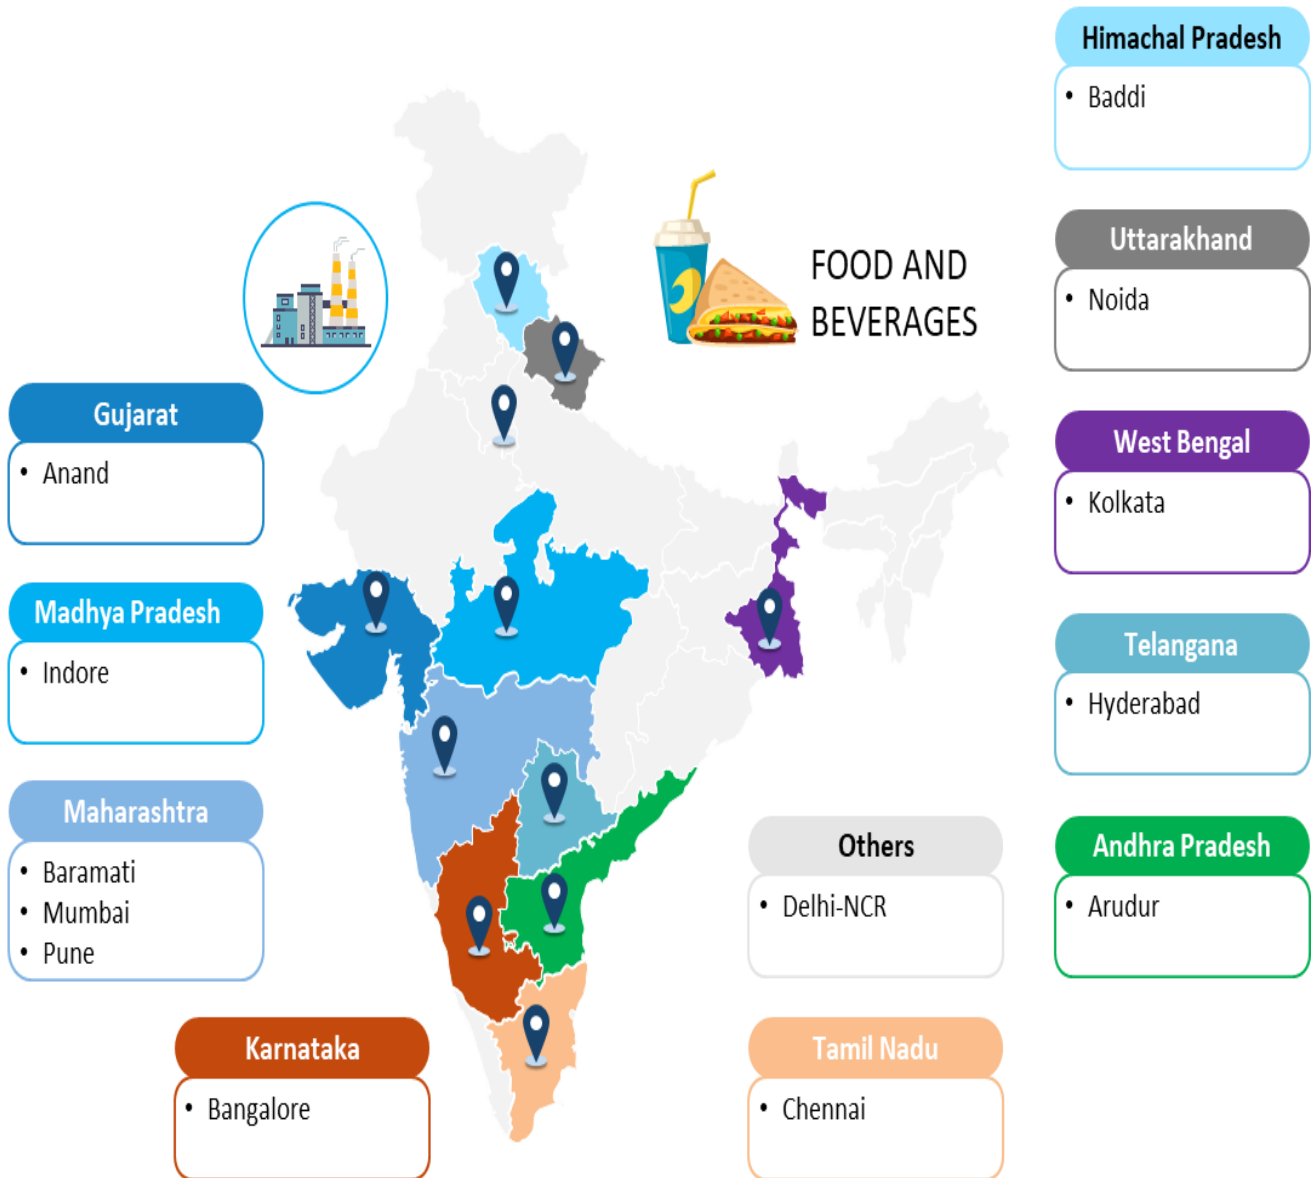 Himachal Pradesh
• Baddi
FOOD AND
BEVERAGES
Uttarakhand
• Noida
Gujarat
• Anand
West Bengal
• Kolkata
Madhya Pradesh
• Indore
Telangana
• Hyderabad
Maharashtra
• Baramati
• Mumbai
• Pune
Others
• Delhi-NCR
Andhra Pradesh
• Arudur
Karnataka
• Bangalore
Tamil Nadu
• Chennai